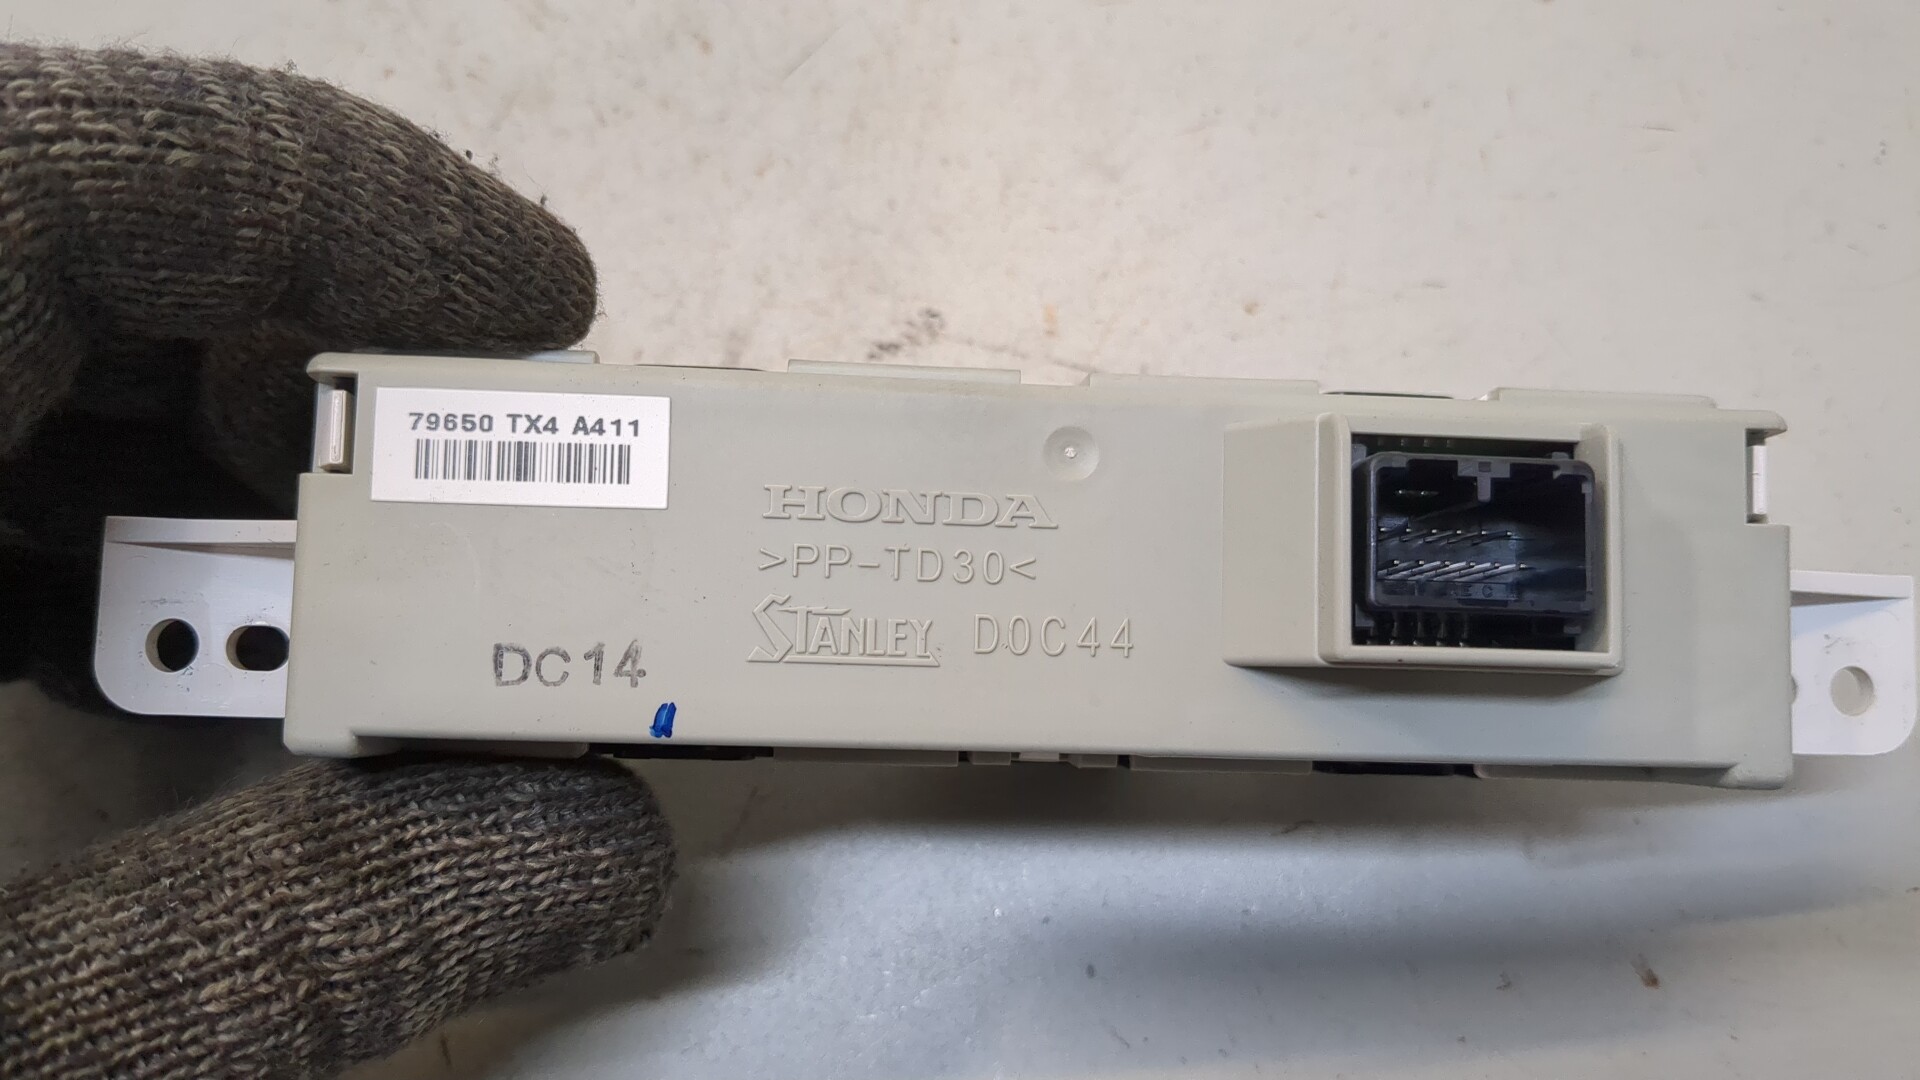 79650 TX4 A411
HONDA
>PP-TD30<
STANLEY D0C44
DC14